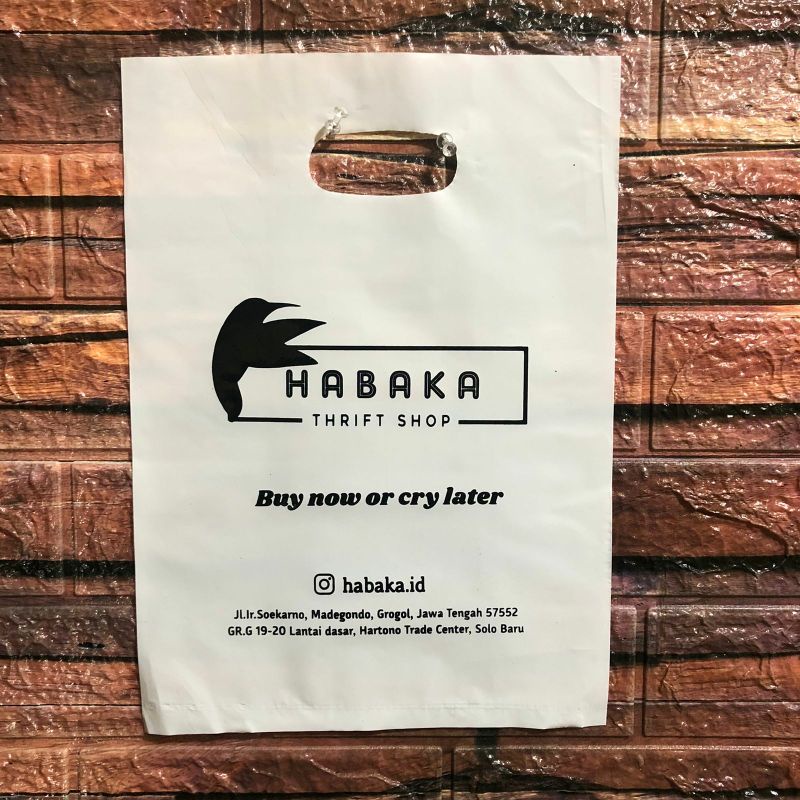 HABAKA
THRIFT SHOP
Buy now or cry later
habaka.id
Jl.Ir.Soekarno, Madegondo, Grogol, Jawa Tengah 57552
GR.G 19-20 Lantai dasar, Hartono Trade Center, Solo Baru